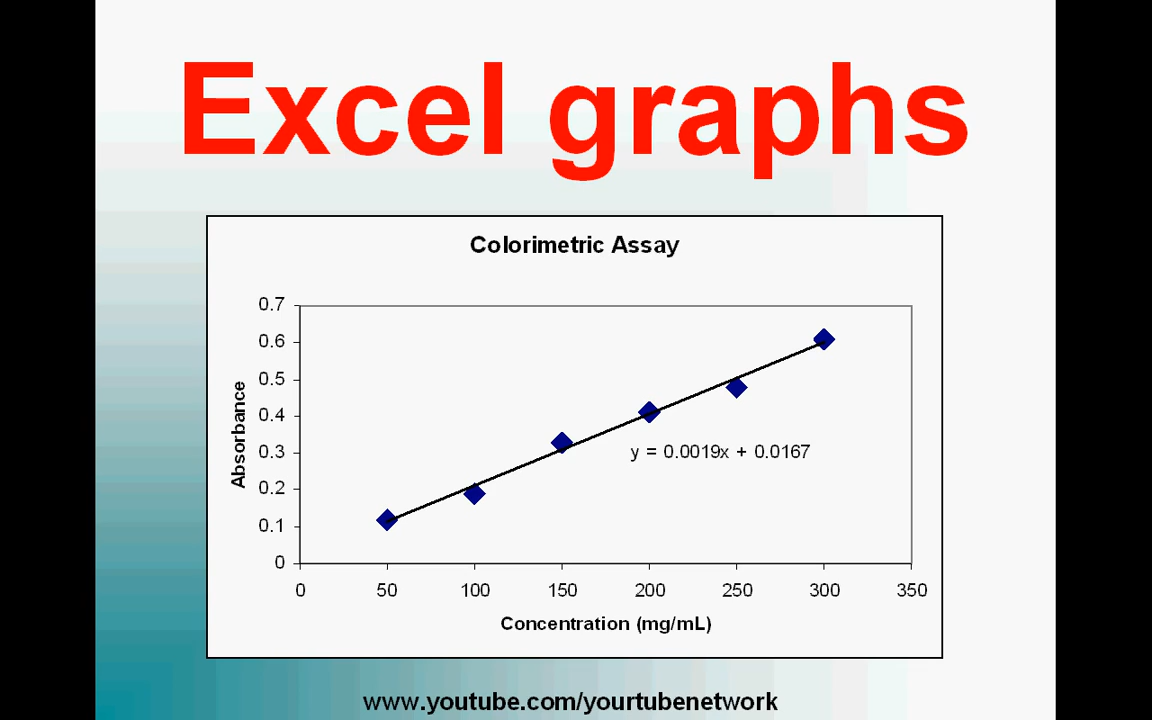 Excel graphs
Colorimetric Assay
0.7
0.6
0.5
0.4
0.3
0.2
0.1
0
Absorbance
y = 0.0019x + 0.0167
0 50 100 150 200 250 300 350
Concentration (mg/mL)
www.youtube.com/yourtubenetwork